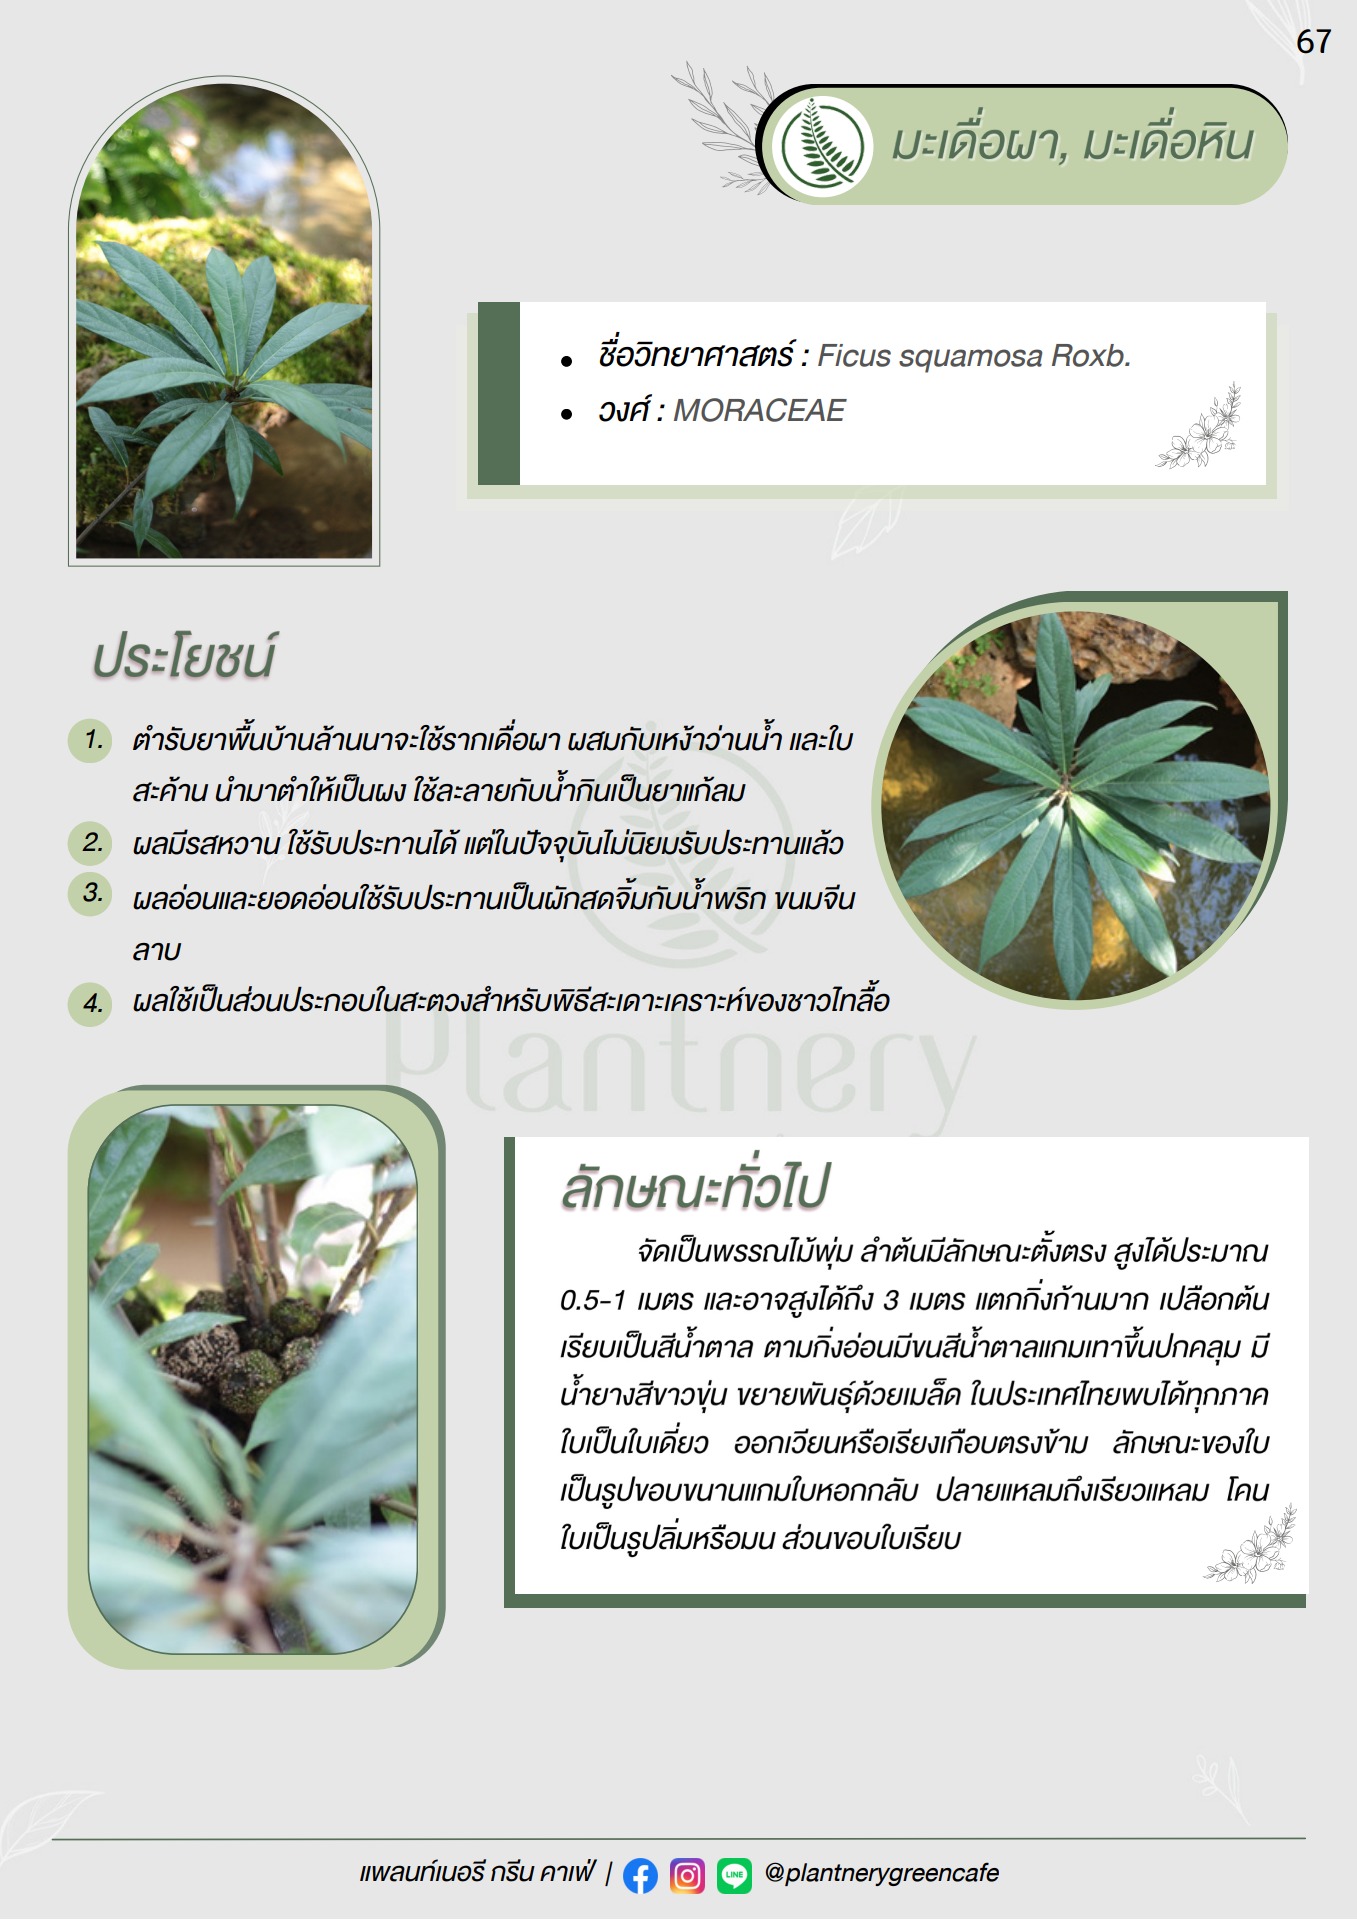 67
มะเดื่อผา, มะเดื่อหิน
ชื่อวิทยาศาสตร์ : Ficus squamosa Roxb.
วงศ์ : MORACEAE
ประโยชน์
1. ตำรับยาพื้นบ้านล้านนาจะใช้รากเดื่อผา ผสมกับเหง้าว่านน้ำ และใบ
สะค้าน นำมาตำให้เป็นผง ใช้ละลายกับน้ำกินเป็นยาแก้ลม
2. ผลมีรสหวาน ใช้รับประทานได้ แต่ในปัจจุบันไม่นิยมรับประทานแล้ว
3. ผลอ่อนและยอดอ่อนใช้รับประทานเป็นผักสดจิ้มกับน้ำพริก ขนมจีน
ลาบ
4. ผลใช้เป็นส่วนประกอบในสะตวงสำหรับพิธีสะเดาะเคราะห์ของชาวไทลื้อ
Plantnery
ลักษณะทั่วไป
จัดเป็นพรรณไม้พุ่ม ลำต้นมีลักษณะตั้งตรง สูงได้ประมาณ
0.5-1 เมตร และอาจสูงได้ถึง 3 เมตร แตกกิ่งก้านมาก เปลือกต้น
เรียบเป็นสีน้ำตาล ตามกิ่งอ่อนมีขนสีน้ำตาลแกมเทาขึ้นปกคลุม มี
น้ำยางสีขาวขุ่น ขยายพันธุ์ด้วยเมล็ด ในประเทศไทยพบได้ทุกภาค
ใบเป็นใบเดี่ยว ออกเวียนหรือเรียงเกือบตรงข้าม ลักษณะของใบ
เป็นรูปขอบขนานแกมใบหอกกลับ ปลายแหลมถึงเรียวแหลม โคน
ใบเป็นรูปลิ่มหรือมน ส่วนขอบใบเรียบ
แพลนท์เนอรี กรีน คาเฟ่ | LINE @plantnerygreencafe